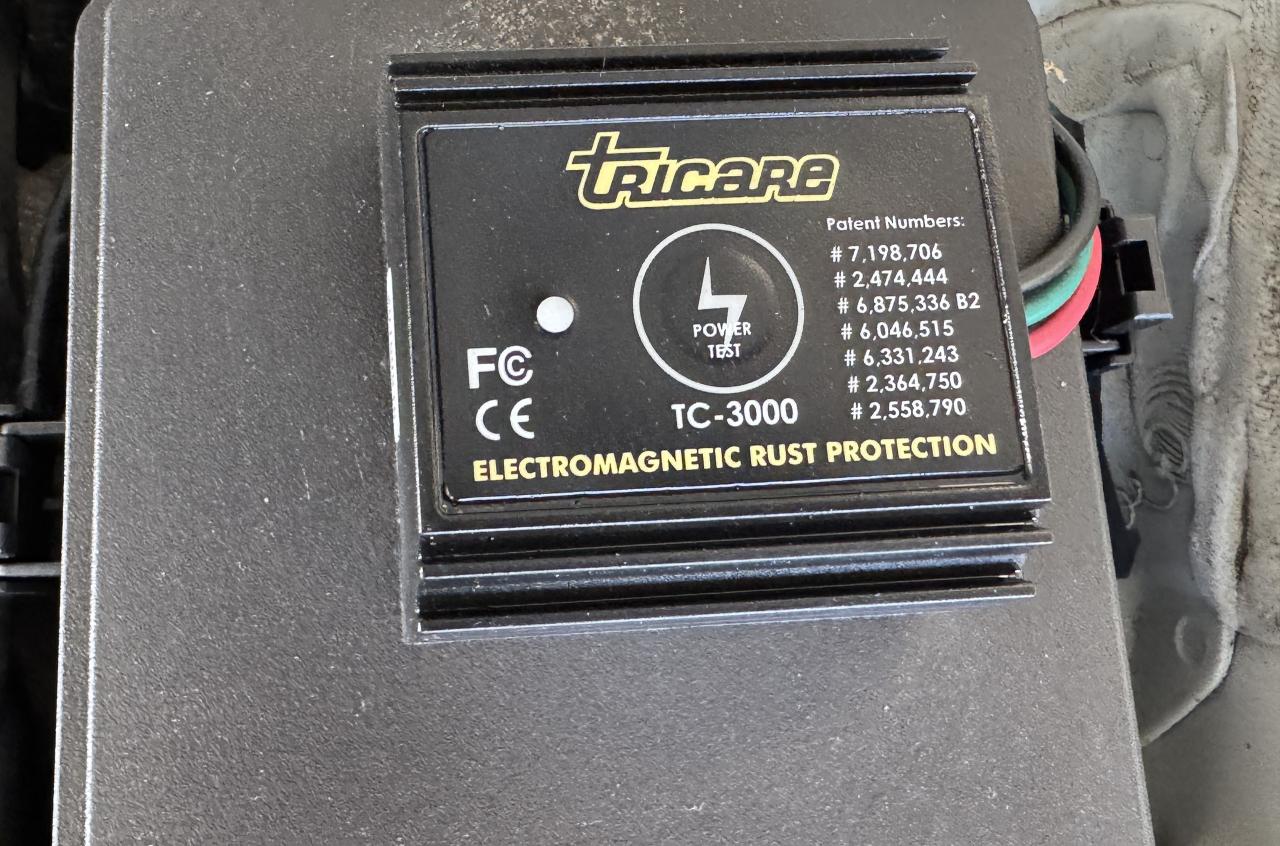 tRicaRe
Patent Numbers:
# 7,198,706
# 2,474,444
# 6,875,336 B2
# 6,046,515
# 6,331,243
# 2,364,750
# 2,558,790
POWER
TEST
FC
CE
TC-3000
ELECTROMAGNETIC RUST PROTECTION